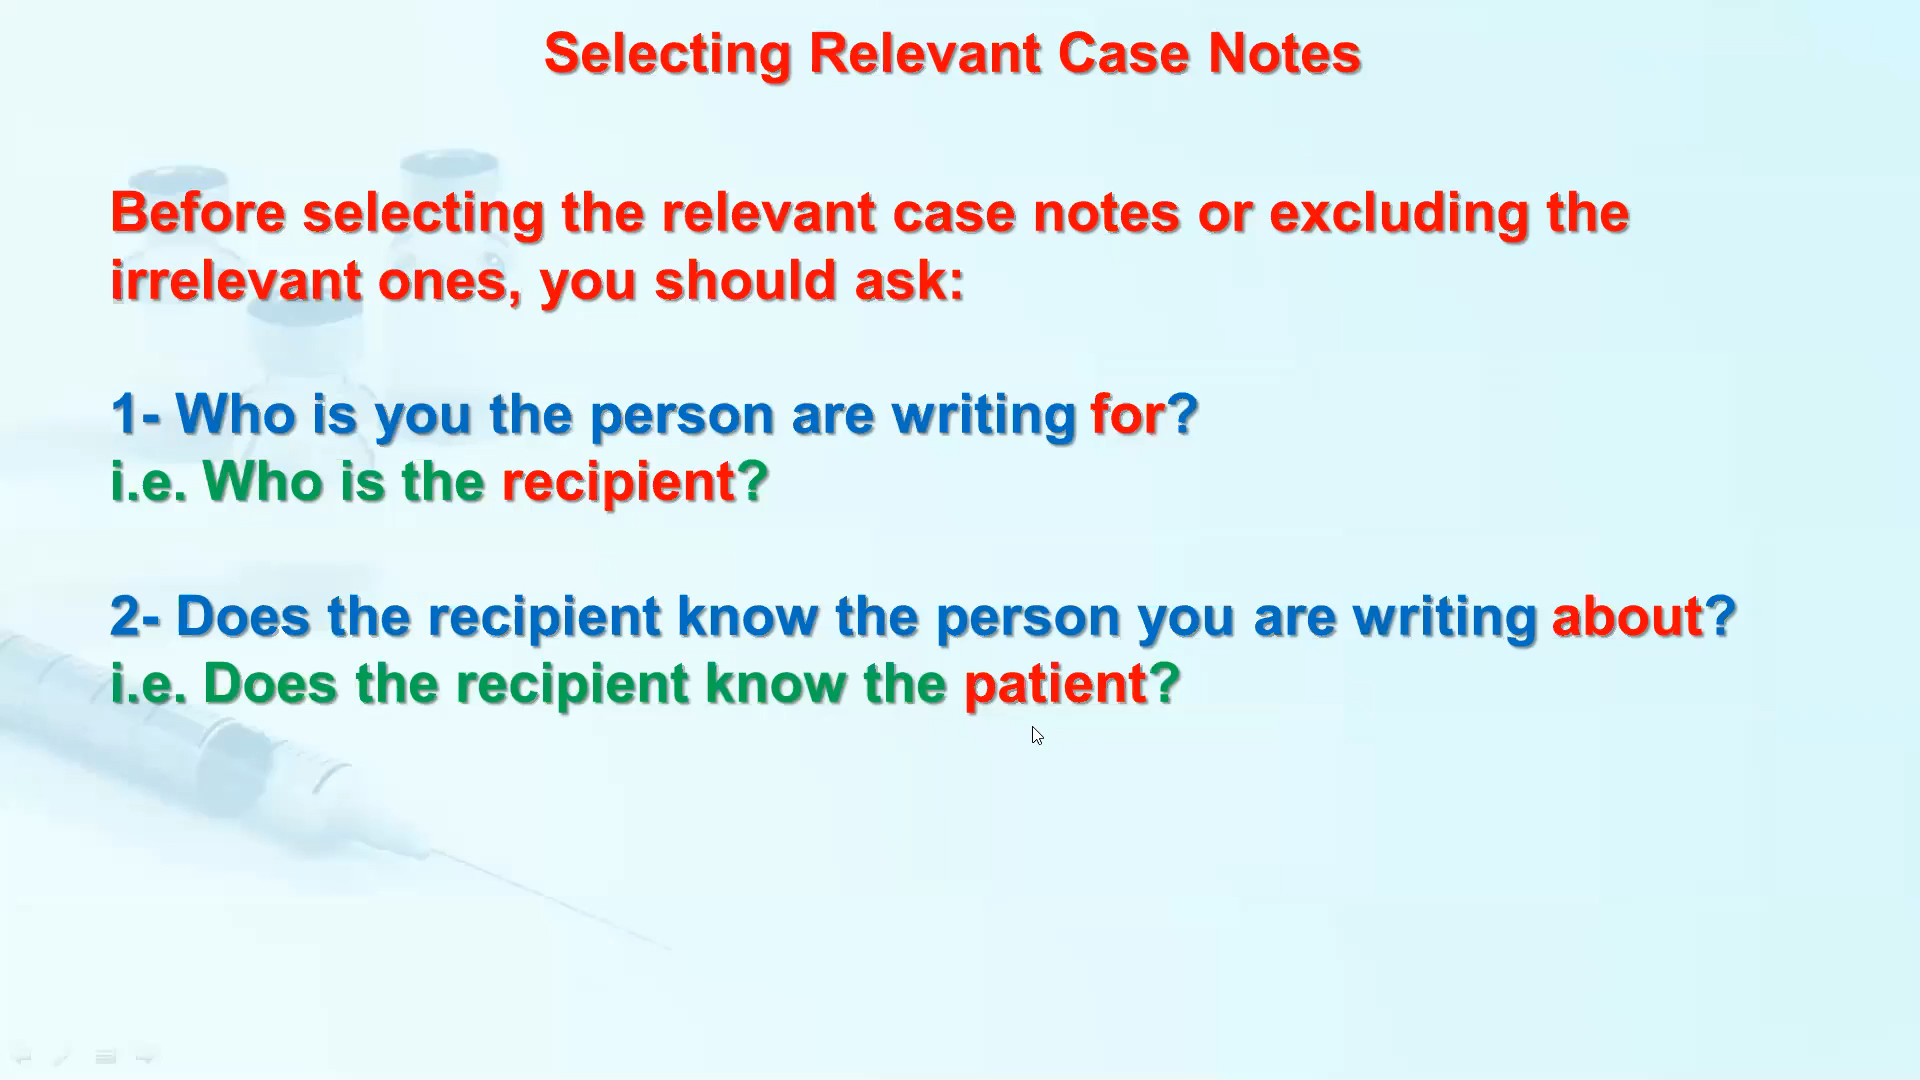 Selecting Relevant Case Notes
Before selecting the relevant case notes or excluding the
irrelevant ones, you should ask:
1- Who is you the person are writing for?
i.e. Who is the recipient?
2- Does the recipient know the person you are writing about?
i.e. Does the recipient know the patient?